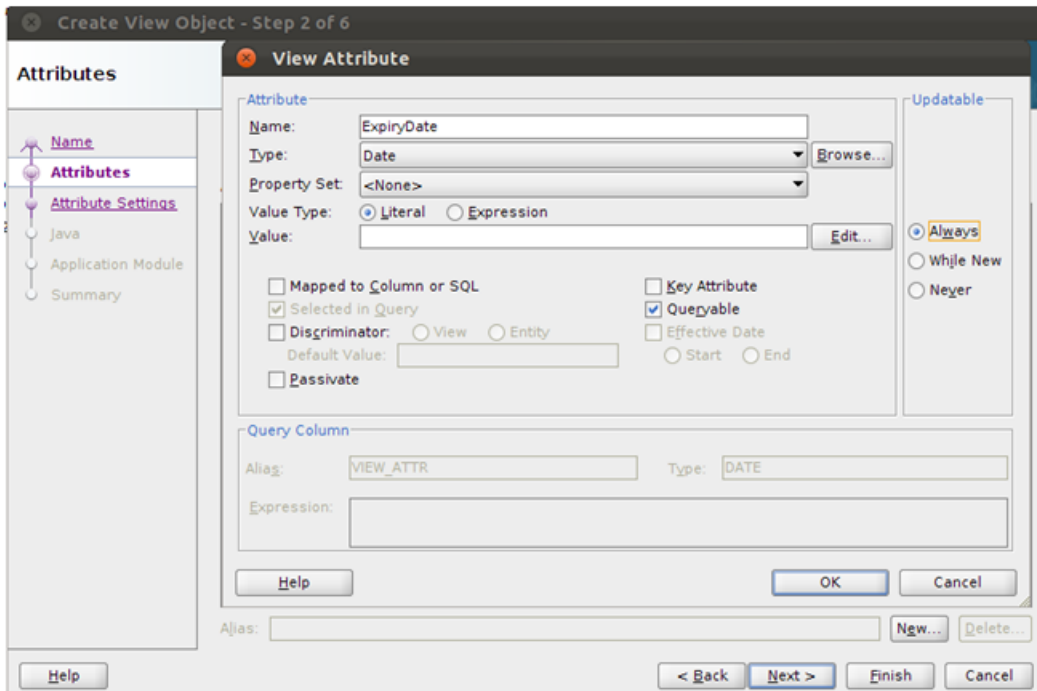 Create View Object - Step 2 of 6
Attributes
Name
Attributes
Attribute Settings
Java
Application Module
Summary
View Attribute
Attribute
Name: ExpiryDate
Type: Date Browse...
Property Set: <None>
Value Type: Literal Expression
Value: Edit...
Mapped to Column or SQL Key Attribute
Selected in Query Queryable
Discriminator: View Entity Effective Date
Default Value: Start End
Passivate
Updatable
Always
While New
Never
Query Column
Alias: VIEW_ATTR Type: DATE
Expression:
Help OK Cancel
Alias: New... Delete...
Help < Back Next > Finish Cancel